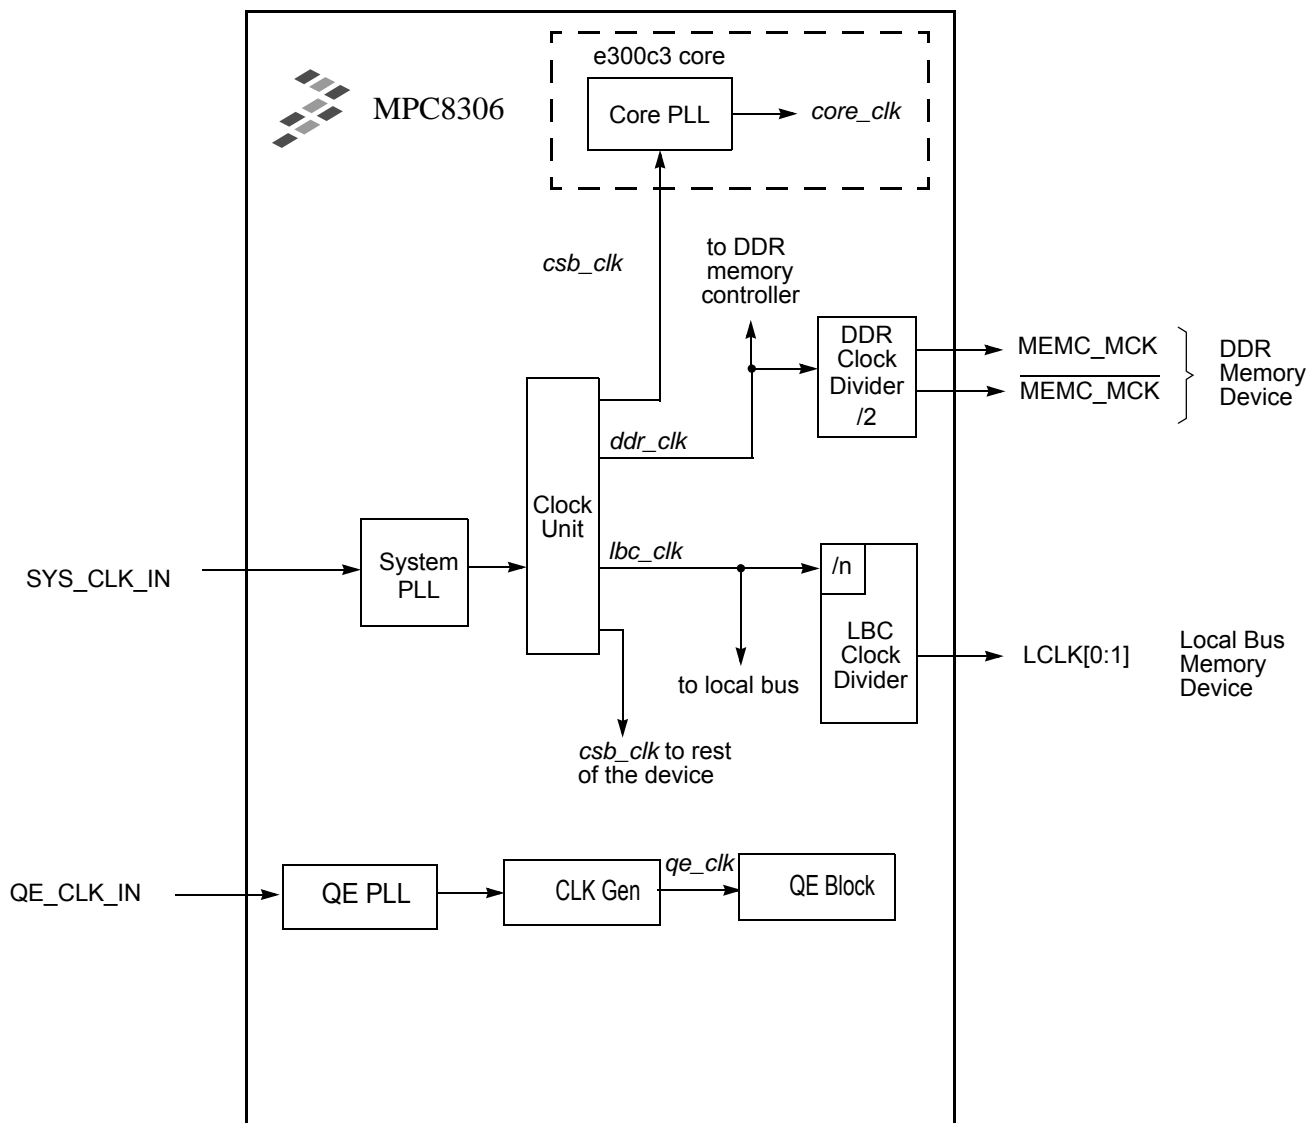 e300c3 core
MPC8306
Core PLL
core_clk
csb_clk
to DDR
memory
controller
DDR
Clock
Divider
/2
MEMC_MCK
MEMC_MCK
DDR
Memory
Device
ddr_clk
Clock
Unit
lbc_clk
SYS_CLK_IN
System
PLL
/n
LBC
Clock
Divider
LCLK[0:1]
Local Bus
Memory
Device
to local bus
csb_clk to rest
of the device
QE_CLK_IN
QE PLL
CLK Gen
qe_clk
QE Block